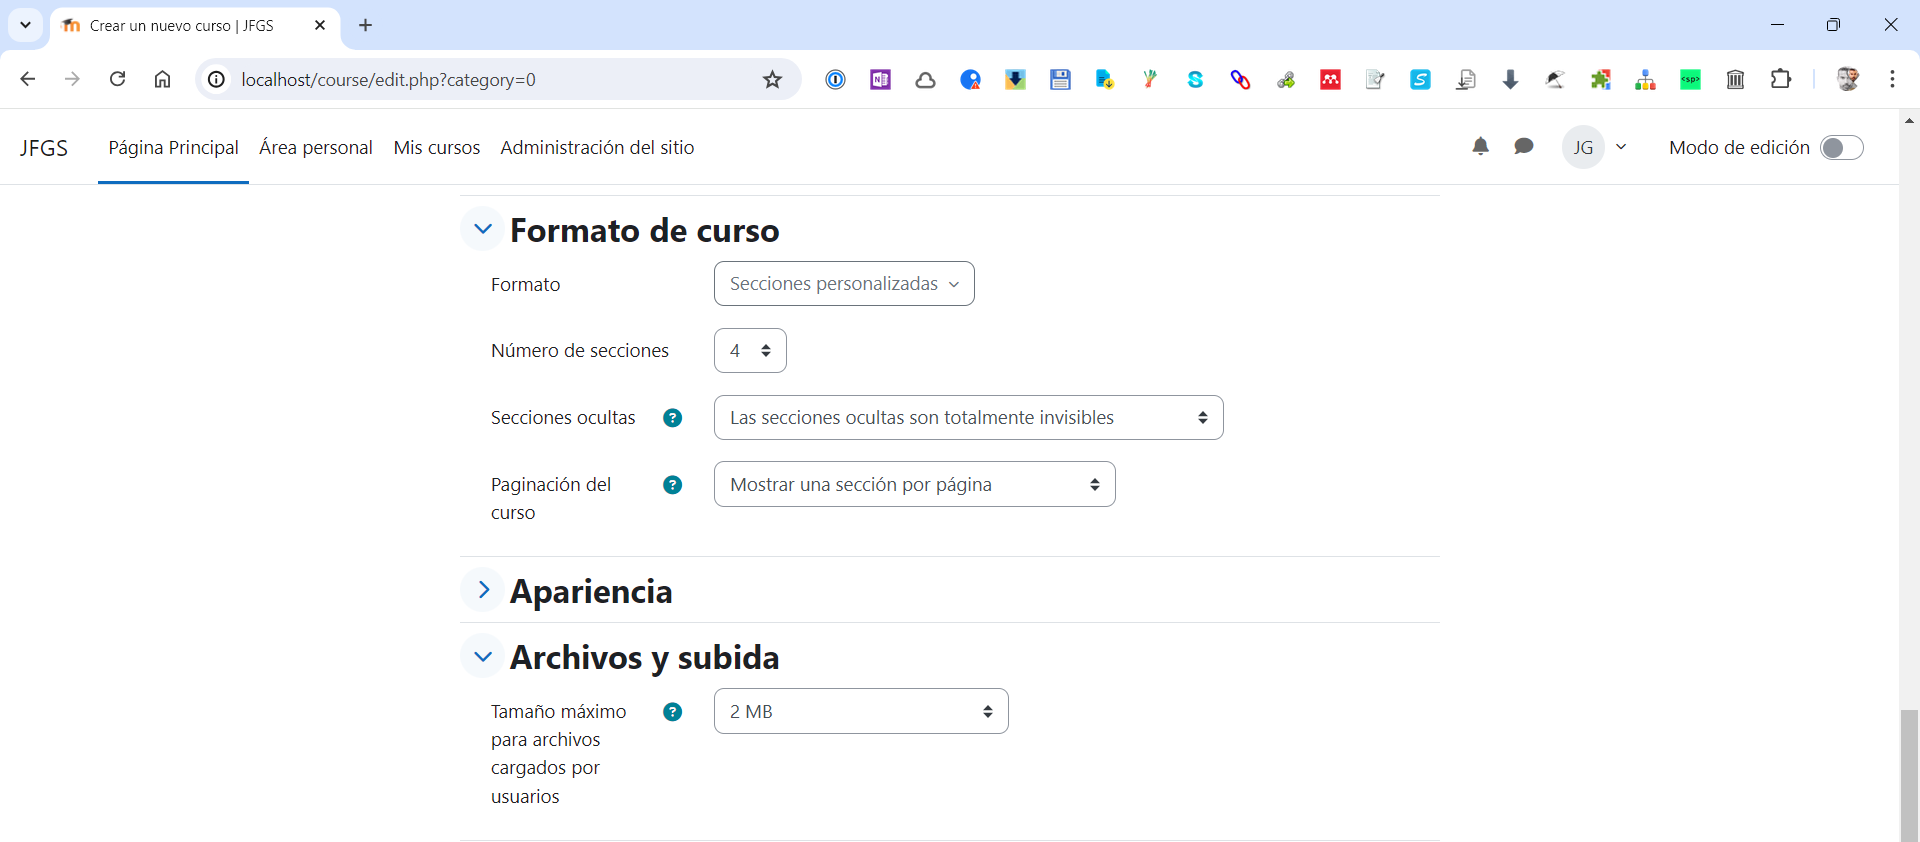 Crear un nuevo curso | JFGS
localhost/course/edit.php?category=0
JFGS Página Principal Área personal Mis cursos Administración del sitio JG Modo de edición
Formato de curso
Formato Secciones personalizadas
Número de secciones 4
Secciones ocultas ? Las secciones ocultas son totalmente invisibles
Paginación del ? Mostrar una sección por página
curso
Apariencia
Archivos y subida
Tamaño máximo ? 2 MB
para archivos
cargados por
usuarios